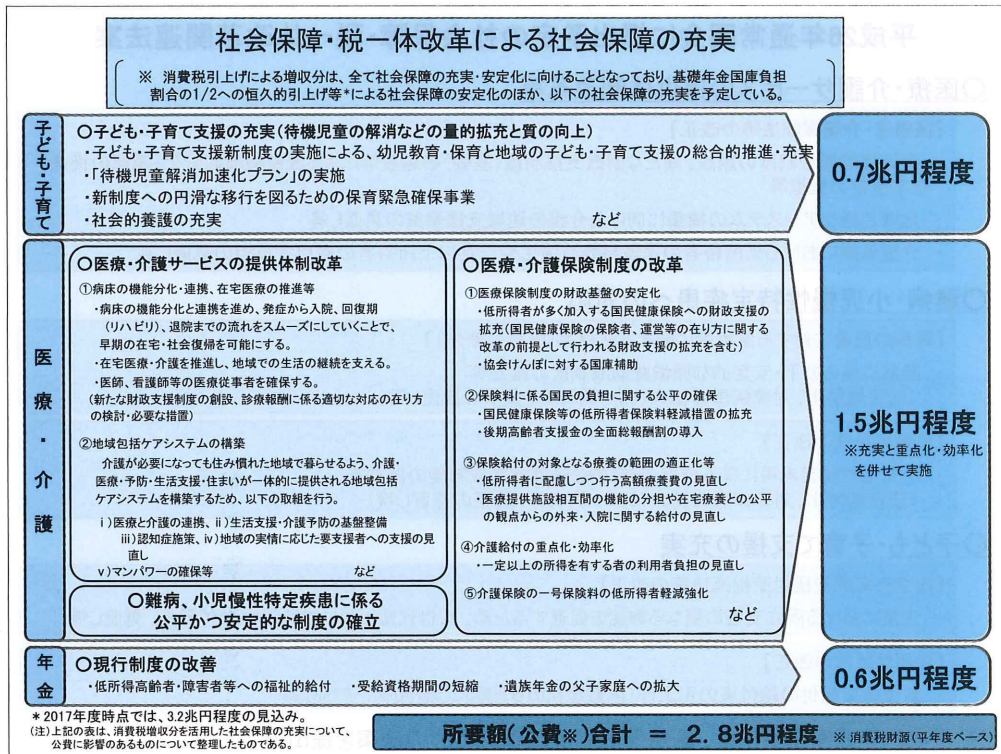 社会保障・税一体改革による社会保障の充実
※ 消費税引上げによる増収分は、全て社会保障の充実・安定化に向けることとなっており、基礎年金国庫負担
割合の1/2への恒久的引上げ等*による社会保障の安定化のほか、以下の社会保障の充実を予定している。
子ども・子育て
○子ども・子育て支援の充実(待機児童の解消などの量的拡充と質の向上)
・子ども・子育て支援新制度の実施による、幼児教育・保育と地域の子ども・子育て支援の総合的推進・充実
・「待機児童解消加速化プラン」の実施
・新制度への円滑な移行を図るための保育緊急確保事業
・社会的養護の充実 など
0.7兆円程度
医療・介護
○医療・介護サービスの提供体制改革
①病床の機能分化・連携、在宅医療の推進等
・病床の機能分化と連携を進め、発症から入院、回復期
(リハビリ)、退院までの流れをスムーズにしていくことで、
早期の在宅・社会復帰を可能にする。
・在宅医療・介護を推進し、地域での生活の継続を支える。
・医師、看護師等の医療従事者を確保する。
(新たな財政支援制度の創設、診療報酬に係る適切な対応の在り方
の検討・必要な措置)
②地域包括ケアシステムの構築
介護が必要になっても住み慣れた地域で暮らせるよう、介護・
医療・予防・生活支援・住まいが一体的に提供される地域包括
ケアシステムを構築するため、以下の取組を行う。
ⅰ)医療と介護の連携、ⅱ)生活支援・介護予防の基盤整備
ⅲ)認知症施策、ⅳ)地域の実情に応じた要支援者への支援の見
直し
ⅴ)マンパワーの確保等 など
○難病、小児慢性特定疾患に係る
公平かつ安定的な制度の確立
○医療・介護保険制度の改革
①医療保険制度の財政基盤の安定化
・低所得者が多く加入する国民健康保険への財政支援の
拡充(国民健康保険の保険者、運営等の在り方に関する
改革の前提として行われる財政支援の拡充を含む)
・協会けんぽに対する国庫補助
②保険料に係る国民の負担に関する公平の確保
・国民健康保険等の低所得者保険料軽減措置の拡充
・後期高齢者支援金の全面総報酬割の導入
③保険給付の対象となる療養の範囲の適正化等
・低所得者に配慮しつつ行う高額療養費の見直し
・医療提供施設相互間の機能の分担や在宅療養との公平
の観点からの外来・入院に関する給付の見直し
④介護給付の重点化・効率化
・一定以上の所得を有する者の利用者負担の見直し
⑤介護保険の一号保険料の低所得者軽減強化
など
1.5兆円程度
※充実と重点化・効率化
を併せて実施
年金
○現行制度の改善
・低所得高齢者・障害者等への福祉的給付 ・受給資格期間の短縮 ・遺族年金の父子家庭への拡大
0.6兆円程度
*2017年度時点では、3.2兆円程度の見込み。
(注)上記の表は、消費税増収分を活用した社会保障の充実について、
公費に影響のあるものについて整理したものである。
所要額(公費※)合計 = 2.8兆円程度 ※ 消費税財源(平年度ベース)